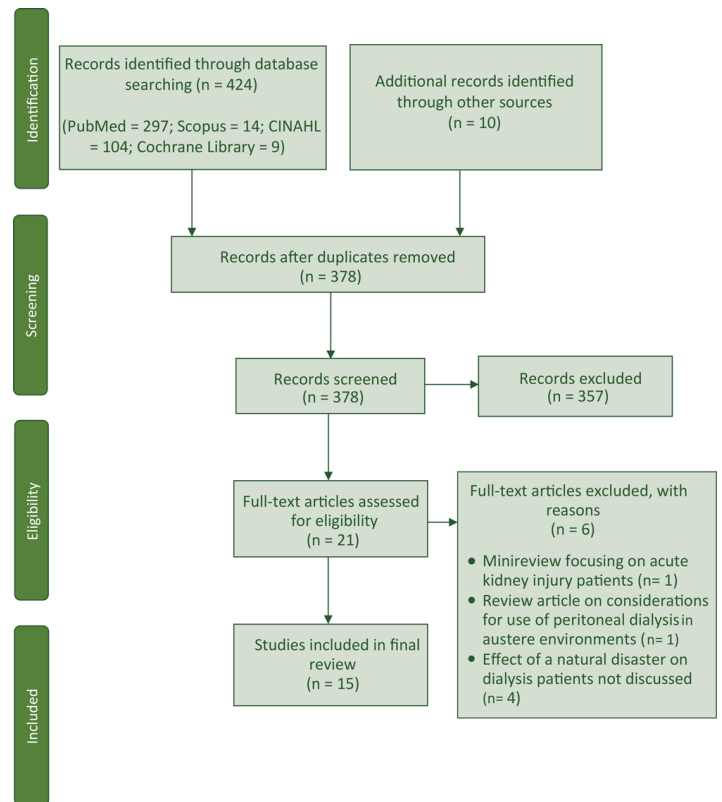 Identification
Records identified through database
searching (n = 424)
(PubMed = 297; Scopus = 14; CINAHL
= 104; Cochrane Library = 9)
Additional records identified
through other sources
(n = 10)
Screening
Records after duplicates removed
(n = 378)
Records screened
(n = 378)
Records excluded
(n = 357)
Eligibility
Full-text articles assessed
for eligibility
(n = 21)
Full-text articles excluded, with
reasons
(n = 6)
• Minireview focusing on acute
kidney injury patients (n= 1)
• Review article on considerations
for use of peritoneal dialysis in
austere environments (n= 1)
• Effect of a natural disaster on
dialysis patients not discussed
(n= 4)
Included
Studies included in final
review
(n = 15)